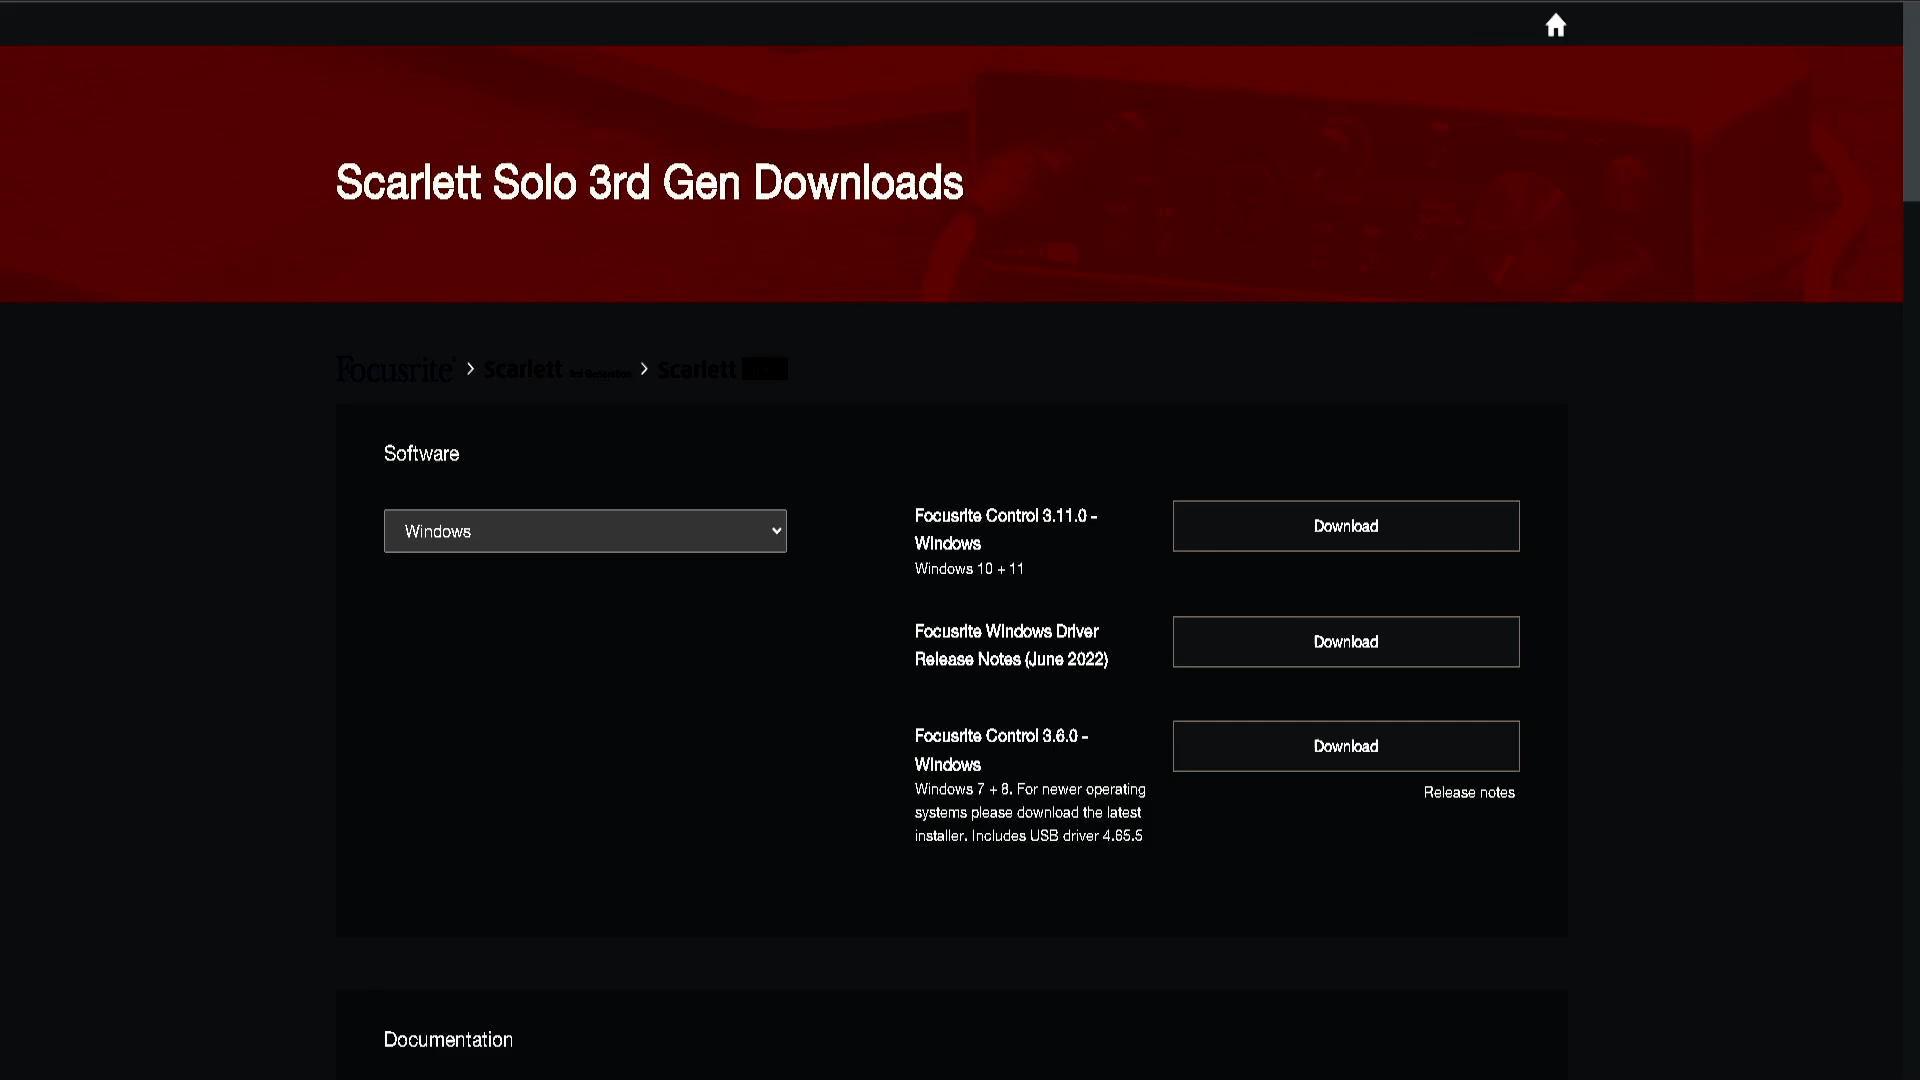 Scarlett Solo 3rd Gen Downloads
Focusrite > Scarlett 3rd Generation > Scarlett
Software
Windows
Focusrite Control 3.11.0 -
Windows
Windows 10 + 11
Download
Focusrite Windows Driver
Release Notes (June 2022)
Download
Focusrite Control 3.6.0 -
Windows
Windows 7 + 8. For newer operating
systems please download the latest
installer. Includes USB driver 4.65.5
Download
Release notes
Documentation